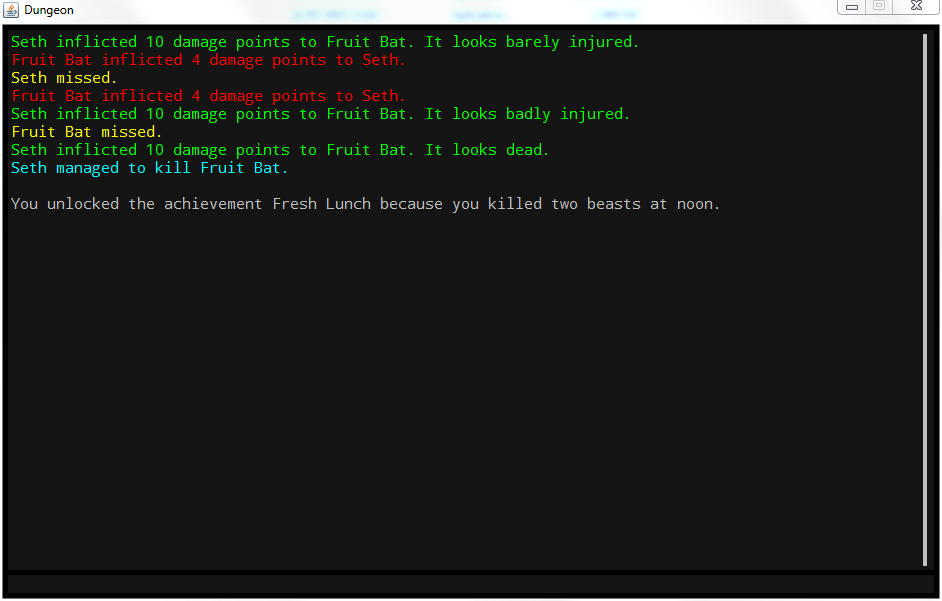 Dungeon
Seth inflicted 10 damage points to Fruit Bat. It looks barely injured.
Fruit Bat inflicted 4 damage points to Seth.
Seth missed.
Fruit Bat inflicted 4 damage points to Seth.
Seth inflicted 10 damage points to Fruit Bat. It looks badly injured.
Fruit Bat missed.
Seth inflicted 10 damage points to Fruit Bat. It looks dead.
Seth managed to kill Fruit Bat.
You unlocked the achievement Fresh Lunch because you killed two beasts at noon.